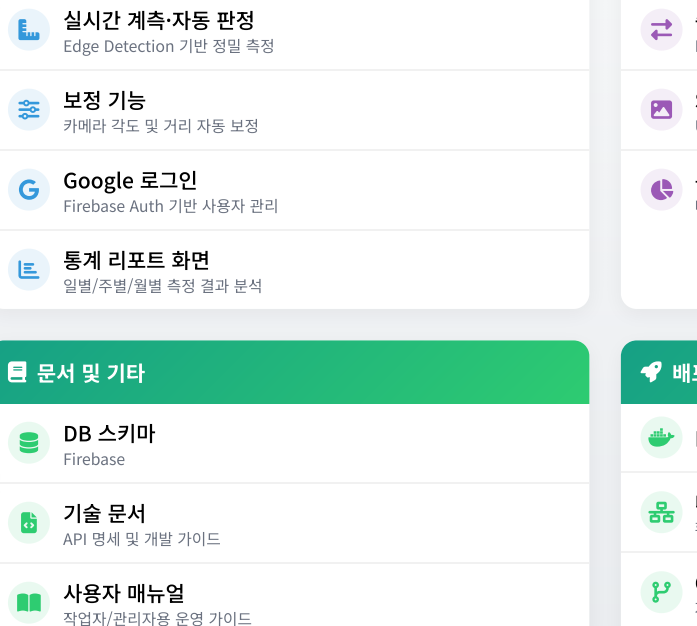 실시간 계측·자동 판정
Edge Detection 기반 정밀 측정
보정 기능
카메라 각도 및 거리 자동 보정
Google 로그인
Firebase Auth 기반 사용자 관리
통계 리포트 화면
일별/주별/월별 측정 결과 분석
문서 및 기타
DB 스키마
Firebase
기술 문서
API 명세 및 개발 가이드
사용자 매뉴얼
작업자/관리자용 운영 가이드